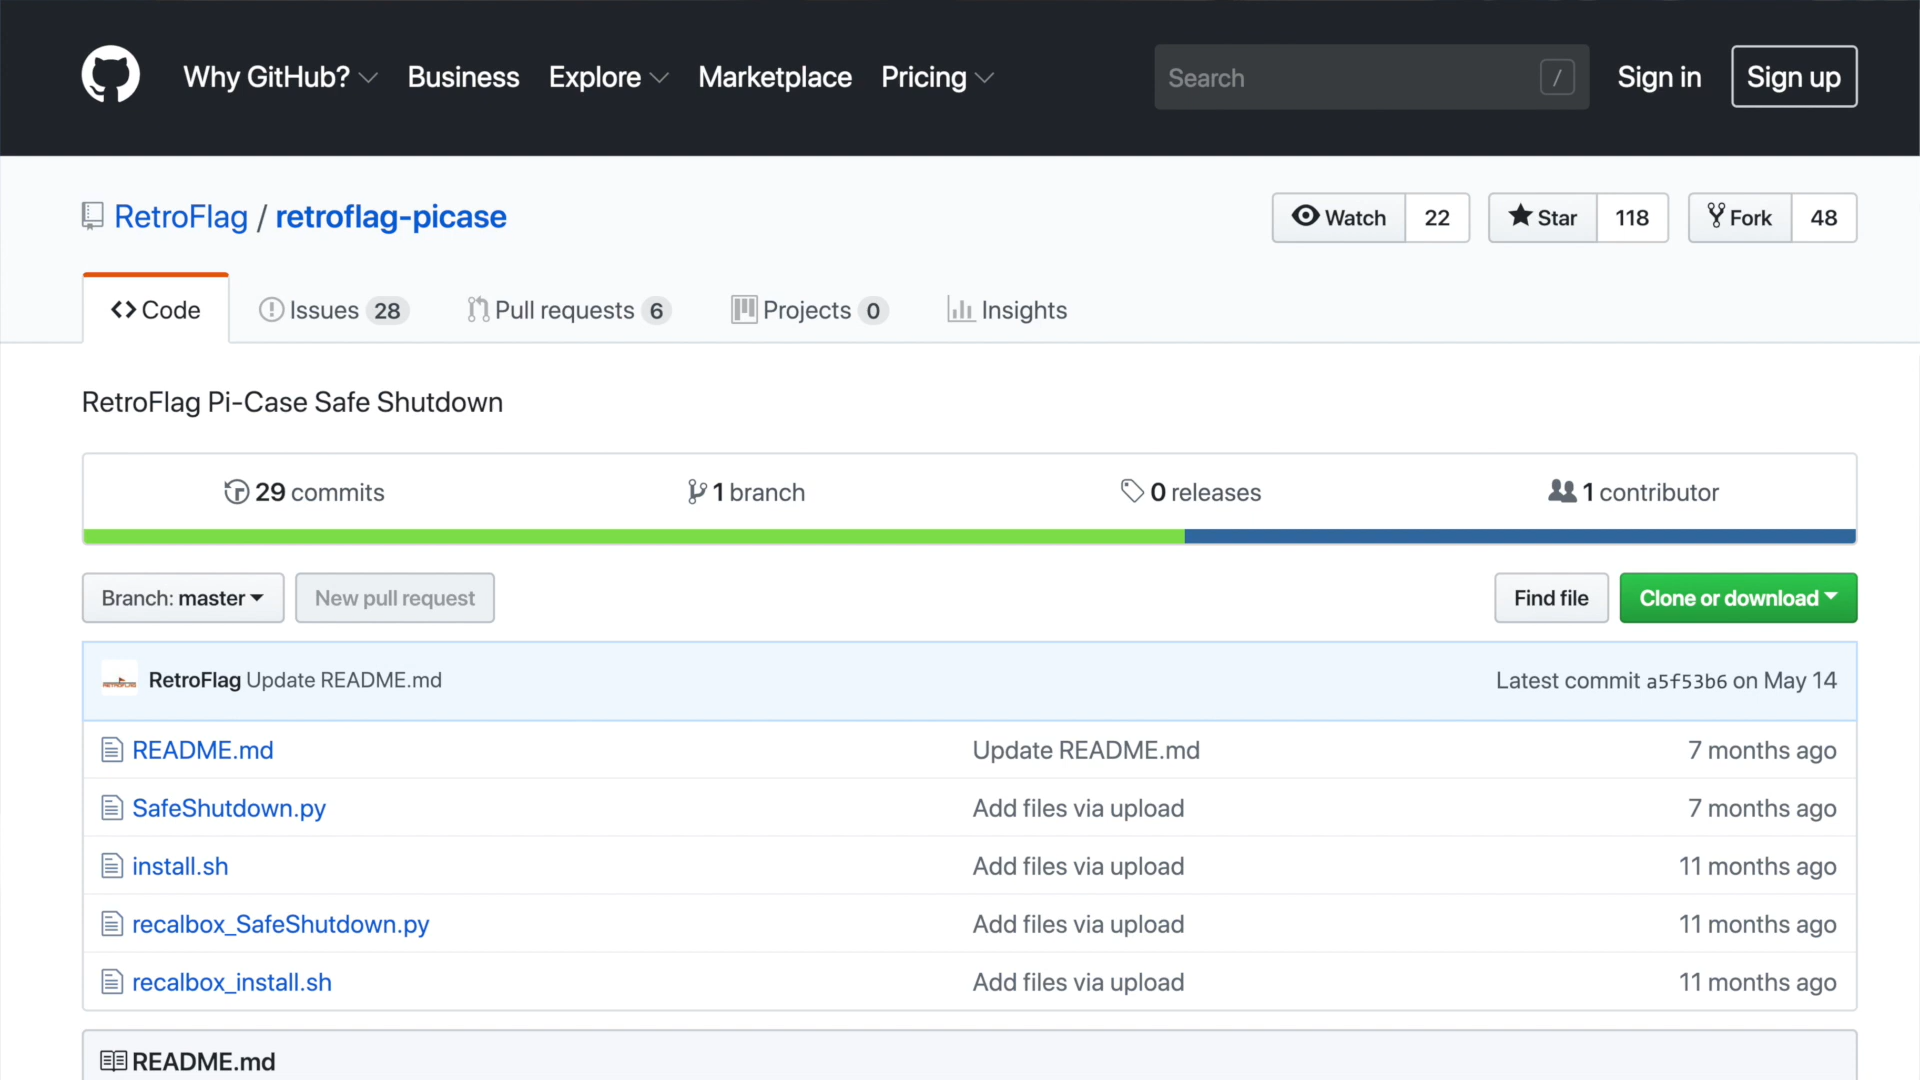 Why GitHub? Business Explore Marketplace Pricing Search / Sign in Sign up
RetroFlag / retroflag-picase Watch 22 Star 118 Fork 48
Code Issues 28 Pull requests 6 Projects 0 Insights
RetroFlag Pi-Case Safe Shutdown
29 commits 1 branch 0 releases 1 contributor
Branch: master New pull request Find file Clone or download
RetroFlag Update README.md Latest commit a5f53b6 on May 14
README.md Update README.md 7 months ago
SafeShutdown.py Add files via upload 7 months ago
install.sh Add files via upload 11 months ago
recalbox_SafeShutdown.py Add files via upload 11 months ago
recalbox_install.sh Add files via upload 11 months ago
README.md